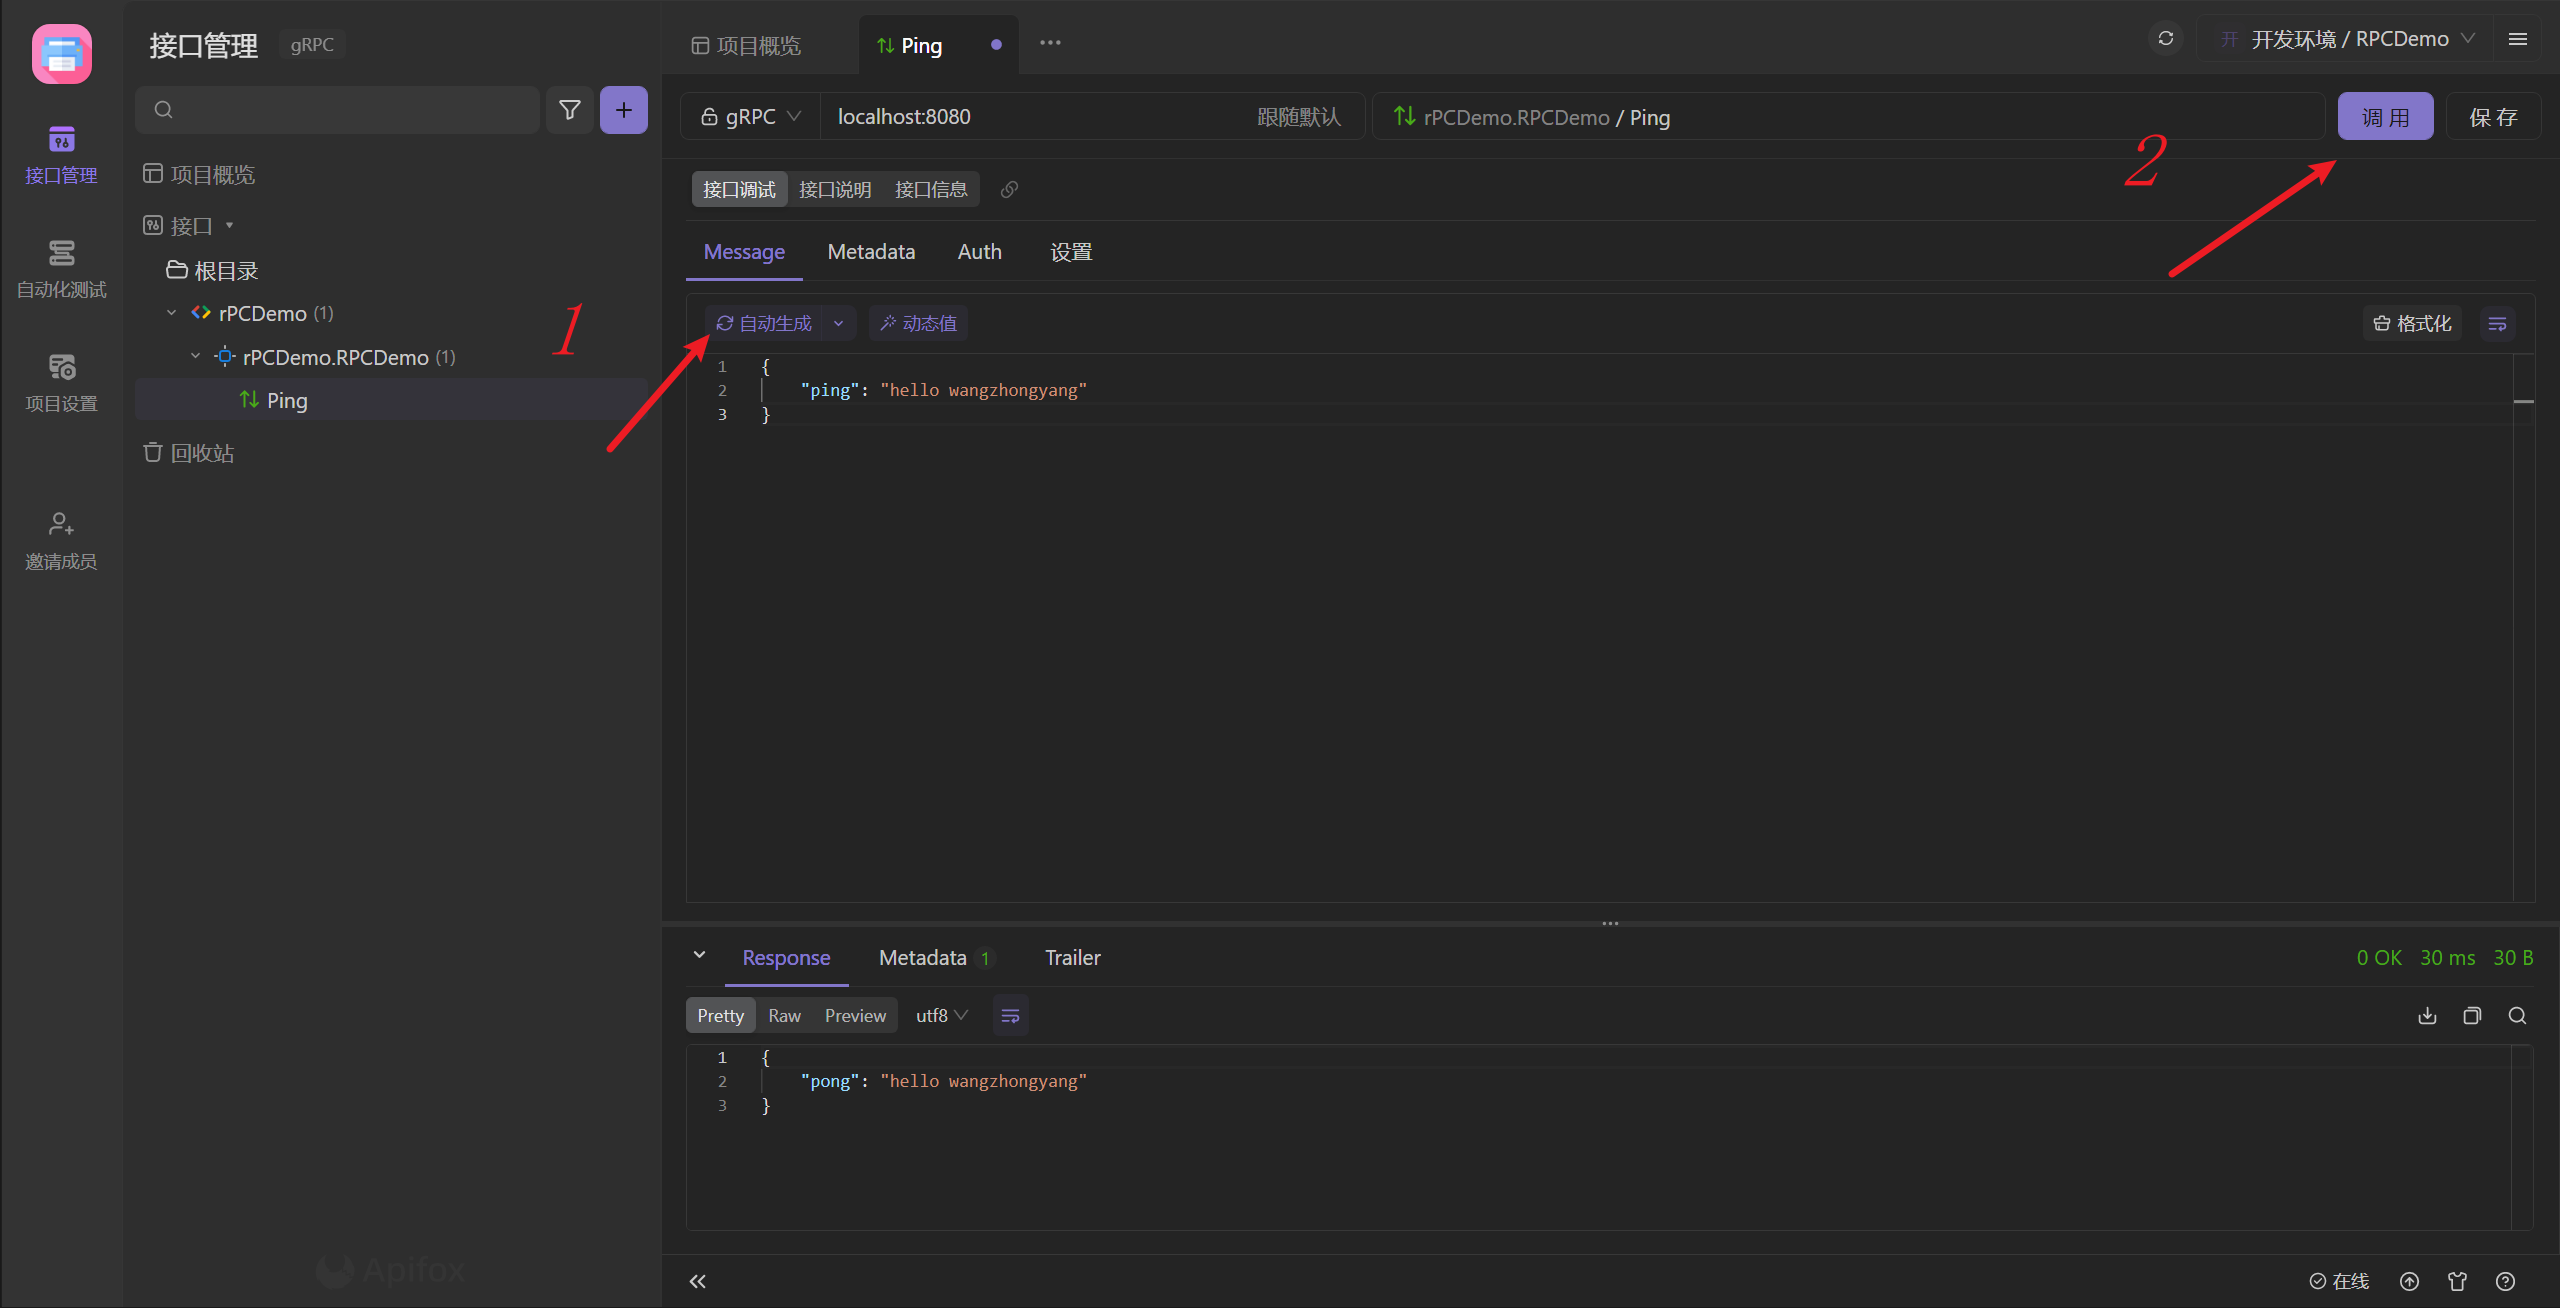 接口管理 gRPC
接口管理
自动化测试
项目设置
邀请成员
项目概览
接口
根目录
rPCDemo (1)
rPCDemo.RPCDemo (1)
Ping
回收站
Apifox
项目概览 Ping
开 开发环境 / RPCDemo
gRPC localhost:8080 跟随默认 rPCDemo.RPCDemo / Ping 调 用 保 存
1
2
接口调试 接口说明 接口信息
Message Metadata Auth 设置
自动生成 动态值 格式化
1 {
2 "ping": "hello wangzhongyang"
3 }
Response Metadata 1 Trailer 0 OK 30 ms 30 B
Pretty Raw Preview utf8
1 {
2 "pong": "hello wangzhongyang"
3 }
在线